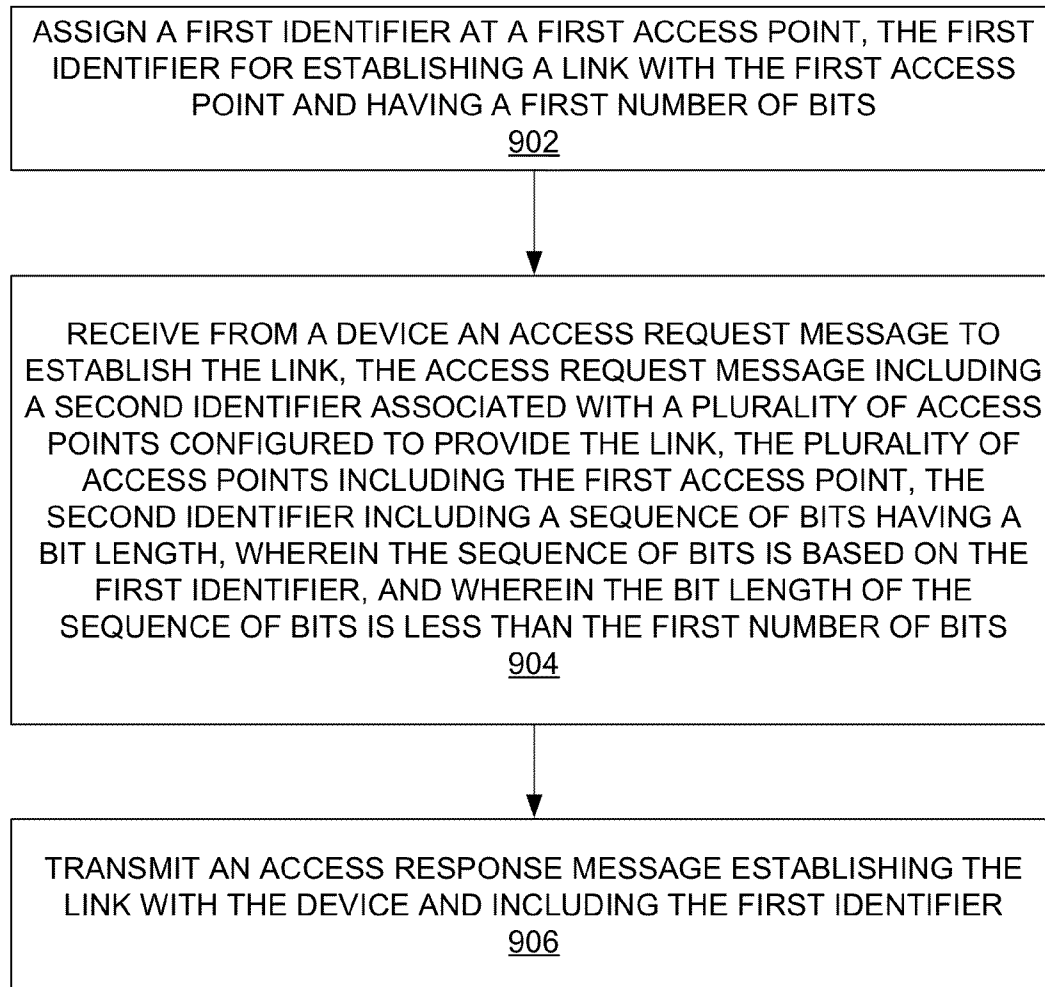 ASSIGN A FIRST IDENTIFIER AT A FIRST ACCESS POINT, THE FIRST
IDENTIFIER FOR ESTABLISHING A LINK WITH THE FIRST ACCESS
POINT AND HAVING A FIRST NUMBER OF BITS
902
RECEIVE FROM A DEVICE AN ACCESS REQUEST MESSAGE TO
ESTABLISH THE LINK, THE ACCESS REQUEST MESSAGE INCLUDING
A SECOND IDENTIFIER ASSOCIATED WITH A PLURALITY OF ACCESS
POINTS CONFIGURED TO PROVIDE THE LINK, THE PLURALITY OF
ACCESS POINTS INCLUDING THE FIRST ACCESS POINT, THE
SECOND IDENTIFIER INCLUDING A SEQUENCE OF BITS HAVING A
BIT LENGTH, WHEREIN THE SEQUENCE OF BITS IS BASED ON THE
FIRST IDENTIFIER, AND WHEREIN THE BIT LENGTH OF THE
SEQUENCE OF BITS IS LESS THAN THE FIRST NUMBER OF BITS
904
TRANSMIT AN ACCESS RESPONSE MESSAGE ESTABLISHING THE
LINK WITH THE DEVICE AND INCLUDING THE FIRST IDENTIFIER
906